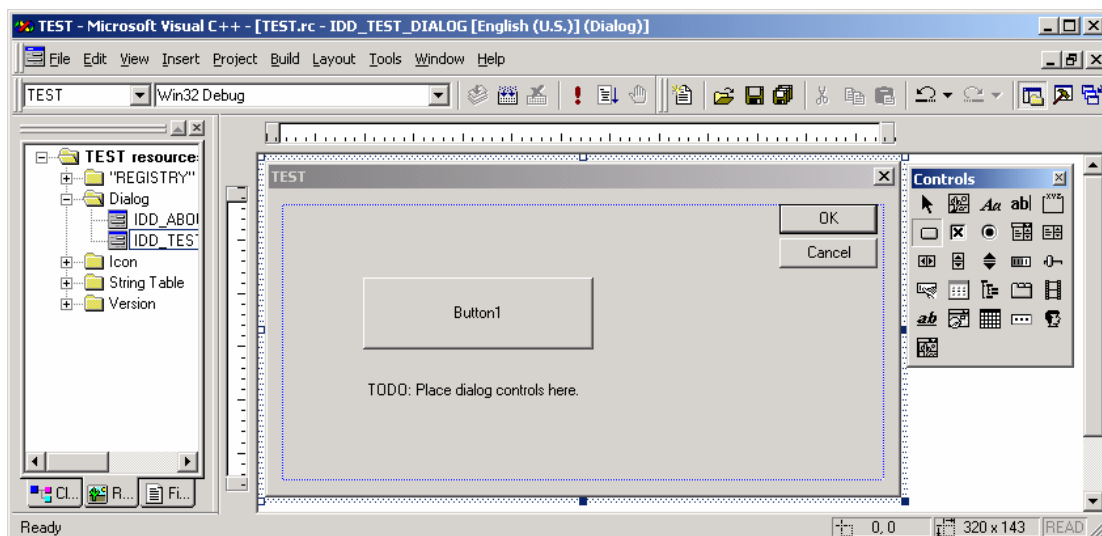 TEST - Microsoft Visual C++ - [TEST.rc - IDD_TEST_DIALOG [English (U.S.)] (Dialog)]
File Edit View Insert Project Build Layout Tools Window Help
TEST Win32 Debug
TEST resource
"REGISTRY"
Dialog
IDD_ABO
IDD_TES
Icon
String Table
Version
Cl... R... Fi...
TEST
OK
Cancel
Button1
TODO: Place dialog controls here.
Controls
Aa ab|
XYZ
ab
Ready 0, 0 320 x 143 READ